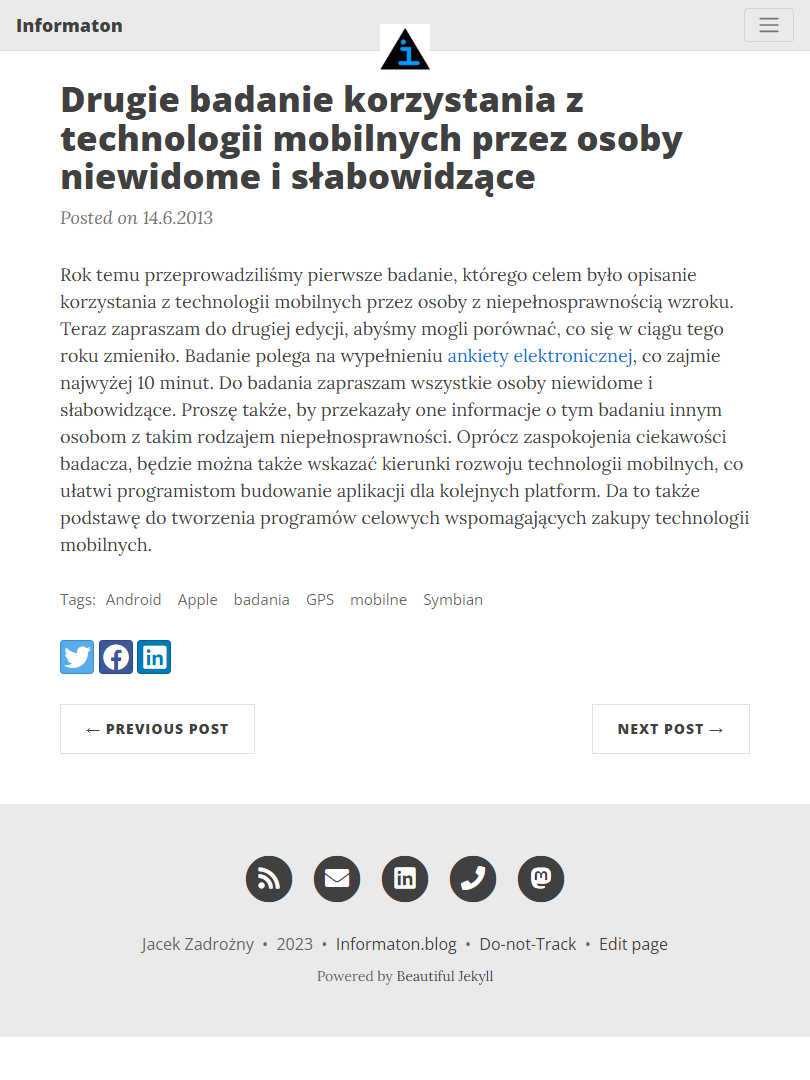 Informaton
i
Drugie badanie korzystania z
technologii mobilnych przez osoby
niewidome i słabowidzące
Posted on 14.6.2013
Rok temu przeprowadziliśmy pierwsze badanie, którego celem było opisanie
korzystania z technologii mobilnych przez osoby z niepełnosprawnością wzroku.
Teraz zapraszam do drugiej edycji, abyśmy mogli porównać, co się w ciągu tego
roku zmieniło. Badanie polega na wypełnieniu ankiety elektronicznej, co zajmie
najwyżej 10 minut. Do badania zapraszam wszystkie osoby niewidome i
słabowidzące. Proszę także, by przekazały one informacje o tym badaniu innym
osobom z takim rodzajem niepełnosprawności. Oprócz zaspokojenia ciekawości
badacza, będzie można także wskazać kierunki rozwoju technologii mobilnych, co
ułatwi programistom budowanie aplikacji dla kolejnych platform. Da to także
podstawę do tworzenia programów celowych wspomagających zakupy technologii
mobilnych.
Tags: Android Apple badania GPS mobilne Symbian
← PREVIOUS POST
NEXT POST →
Jacek Zadrożny • 2023 • Informaton.blog • Do-not-Track • Edit page
Powered by Beautiful Jekyll